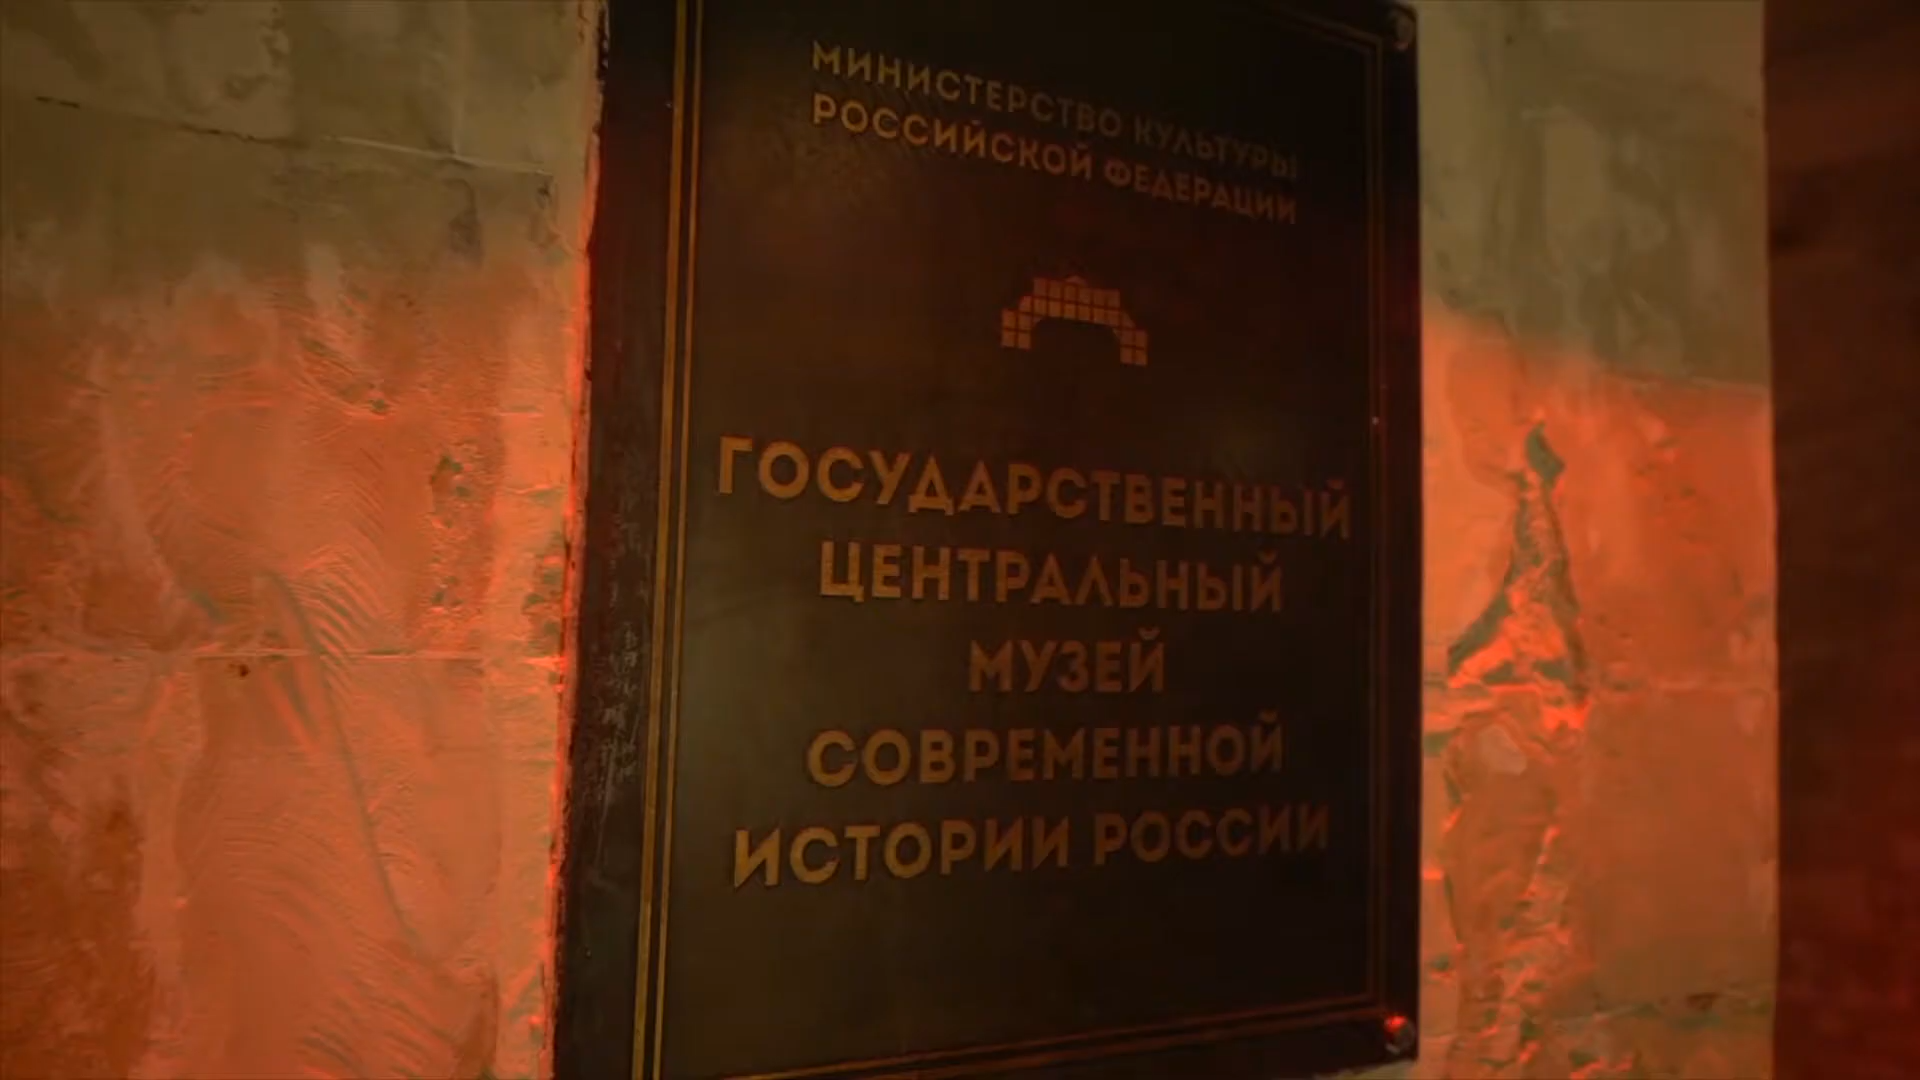 МИНИСТЕРСТВО КУЛЬТУРЫ
РОССИЙСКОЙ ФЕДЕРАЦИИ
ГОСУДАРСТВЕННЫЙ
ЦЕНТРАЛЬНЫЙ
МУЗЕЙ
СОВРЕМЕННОЙ
ИСТОРИИ РОССИИ